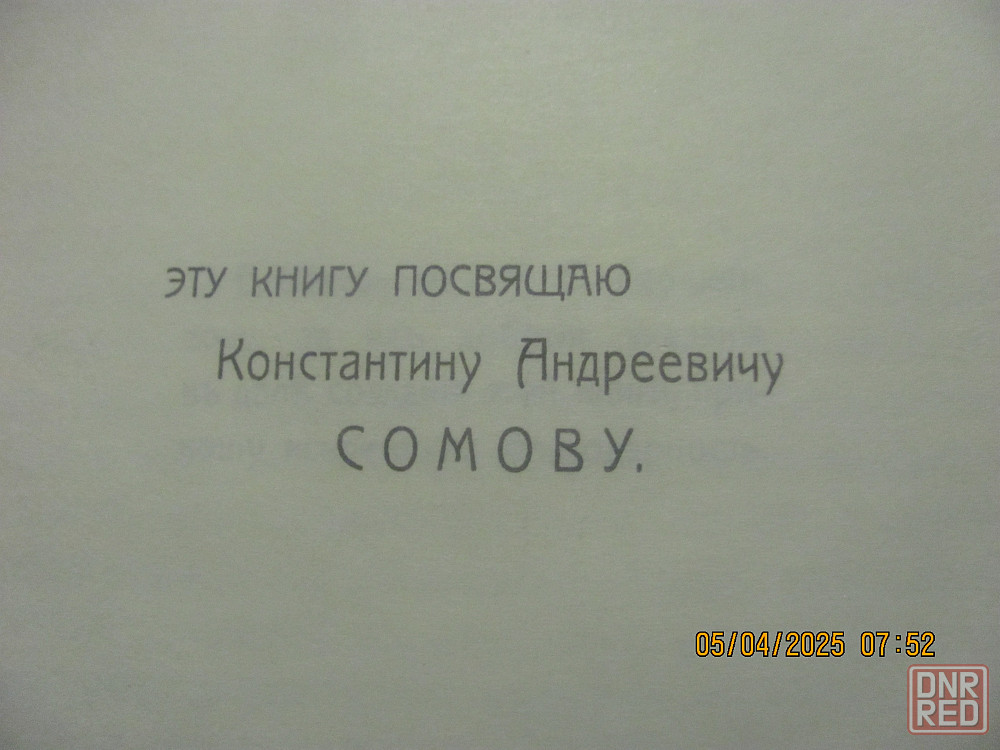 ЭТУ КНИГУ ПОСВЯЩАЮ
Константину Андреевичу
СОМОВУ.
05/04/2025 07:52
DNR
RED